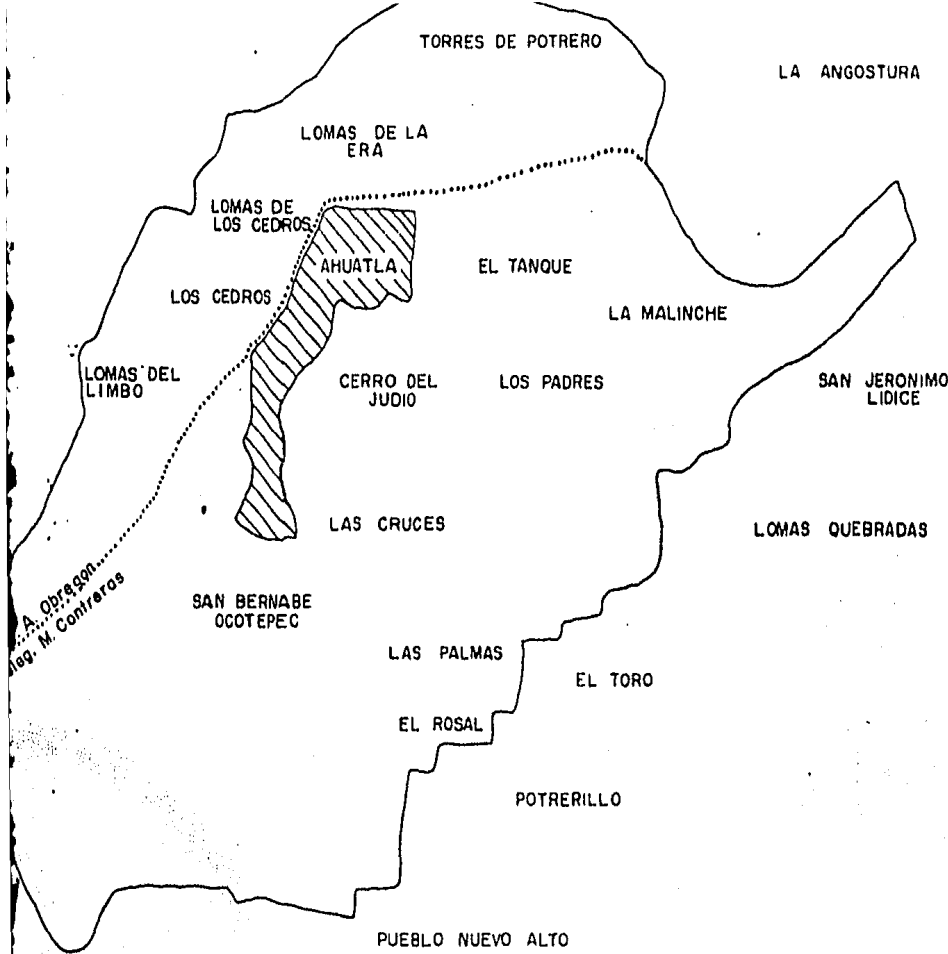 TORRES DE POTRERO
LA ANGOSTURA
LOMAS DE LA
ERA
LOMAS DE
LOS CEDROS
AHUATLA
EL TANQUE
LOS CEDROS
LA MALINCHE
LOMAS DEL
LIMBO
CERRO DEL
JUDIO
LOS PADRES
SAN JERONIMO
LIDICE
LAS CRUCES
LOMAS QUEBRADAS
A. Obregon
M. Contreras
SAN BERNABE
OCOTEPEC
LAS PALMAS
EL TORO
EL ROSAL
POTRERILLO
PUEBLO NUEVO ALTO